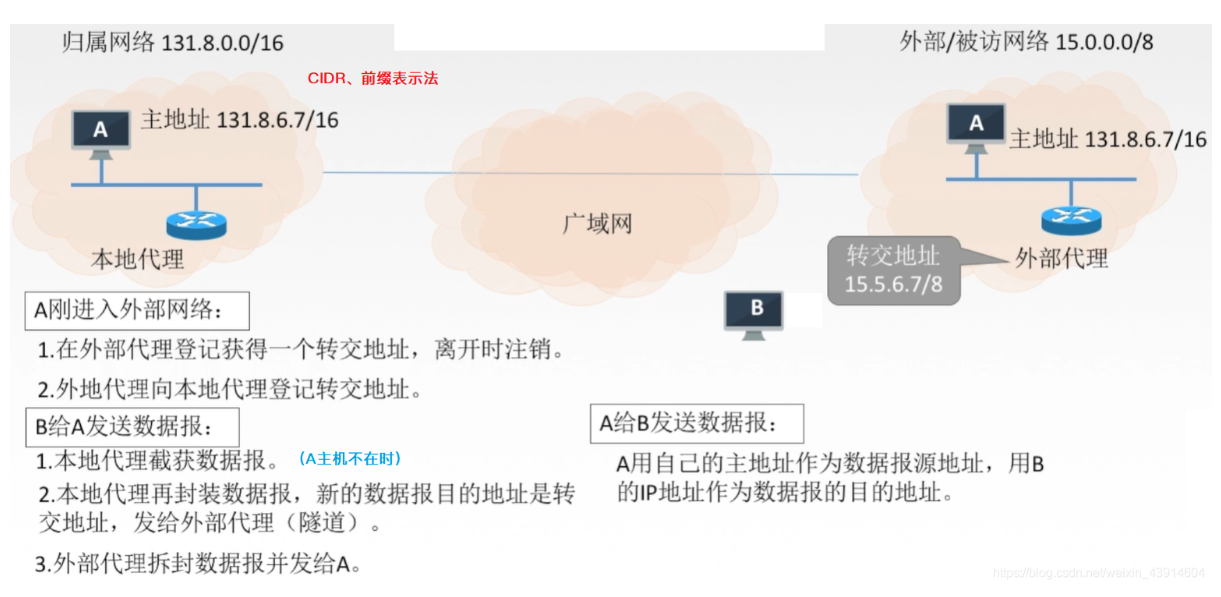 归属网络 131.8.0.0/16
外部/被访网络 15.0.0.0/8
CIDR、前缀表示法
A
主地址 131.8.6.7/16
A
主地址 131.8.6.7/16
广域网
本地代理
转交地址
15.5.6.7/8
外部代理
B
A刚进入外部网络：
1.在外部代理登记获得一个转交地址，离开时注销。
2.外地代理向本地代理登记转交地址。
B给A发送数据报：
1.本地代理截获数据报。（A主机不在时）
2.本地代理再封装数据报，新的数据报目的地址是转
交地址，发给外部代理（隧道）。
3.外部代理拆封数据报并发给A。
A给B发送数据报：
A用自己的主地址作为数据报源地址，用B
的IP地址作为数据报的目的地址。
https://blog.csdn.net/weixin_43914604